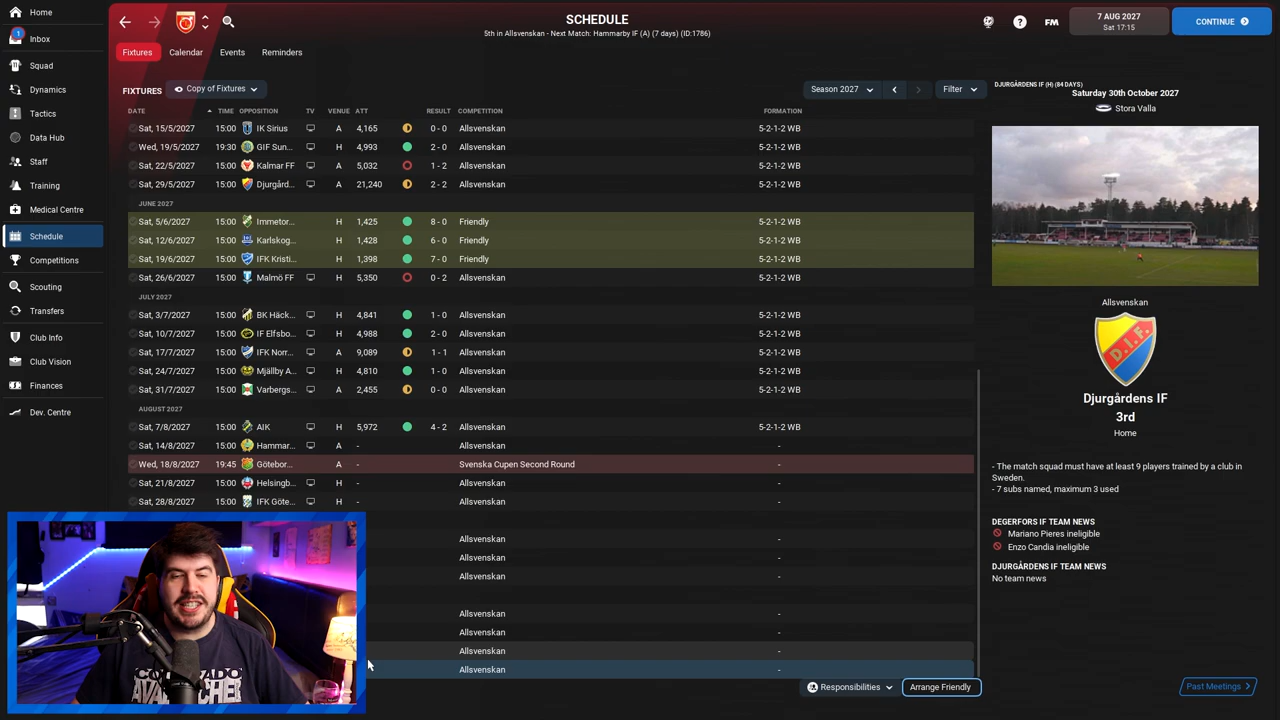 Home
SCHEDULE
5th in Allsvenskan - Next Match: Hammarby IF (A) (7 days) (ID:1786)
FM
7 AUG 2027
Sat 17:15
CONTINUE
1
Inbox
Fixtures
Calendar
Events
Reminders
Squad
Dynamics
Tactics
Data Hub
Staff
Training
Medical Centre
Schedule
Competitions
Scouting
Transfers
Club Info
Club Vision
Finances
Dev. Centre
FIXTURES
Copy of Fixtures
Season 2027
Filter
DATE TIME OPPOSITION TV VENUE ATT RESULT COMPETITION FORMATION
Sat, 15/5/2027 15:00 IK Sirius A 4,165 0 - 0 Allsvenskan 5-2-1-2 WB
Wed, 19/5/2027 19:30 GIF Sun... H 4,993 2 - 0 Allsvenskan 5-2-1-2 WB
Sat, 22/5/2027 15:00 Kalmar FF A 5,032 1 - 2 Allsvenskan 5-2-1-2 WB
Sat, 29/5/2027 15:00 Djurgård... A 21,240 2 - 2 Allsvenskan 5-2-1-2 WB
JUNE 2027
Sat, 5/6/2027 15:00 Immetor... H 1,425 8 - 0 Friendly 5-2-1-2 WB
Sat, 12/6/2027 15:00 Karlskog... H 1,428 6 - 0 Friendly 5-2-1-2 WB
Sat, 19/6/2027 15:00 IFK Kristi... H 1,398 7 - 0 Friendly 5-2-1-2 WB
Sat, 26/6/2027 15:00 Malmö FF H 5,350 0 - 2 Allsvenskan 5-2-1-2 WB
JULY 2027
Sat, 3/7/2027 15:00 BK Häck... H 4,841 1 - 0 Allsvenskan 5-2-1-2 WB
Sat, 10/7/2027 15:00 IF Elfsbo... H 4,988 2 - 0 Allsvenskan 5-2-1-2 WB
Sat, 17/7/2027 15:00 IFK Norr... A 9,089 1 - 1 Allsvenskan 5-2-1-2 WB
Sat, 24/7/2027 15:00 Mjällby A... H 4,810 1 - 0 Allsvenskan 5-2-1-2 WB
Sat, 31/7/2027 15:00 Varbergs... A 2,455 0 - 0 Allsvenskan 5-2-1-2 WB
AUGUST 2027
Sat, 7/8/2027 15:00 AIK H 5,972 4 - 2 Allsvenskan 5-2-1-2 WB
Sat, 14/8/2027 15:00 Hammar... A - Allsvenskan -
Wed, 18/8/2027 19:45 Götebor... A - Svenska Cupen Second Round -
Sat, 21/8/2027 15:00 Helsingb... H - Allsvenskan -
Sat, 28/8/2027 15:00 IFK Göte... H - Allsvenskan -
Allsvenskan -
Allsvenskan -
Allsvenskan -
Allsvenskan -
Allsvenskan -
Allsvenskan -
Allsvenskan -
Responsibilities
Arrange Friendly
DJURGÅRDENS IF (H) (84 DAYS)
Saturday 30th October 2027
Stora Valla
Allsvenskan
D.I.F.
Djurgårdens IF
3rd
Home
- The match squad must have at least 9 players trained by a club in
Sweden.
- 7 subs named, maximum 3 used
DEGERFORS IF TEAM NEWS
Mariano Pieres ineligible
Enzo Candia ineligible
DJURGÅRDENS IF TEAM NEWS
No team news
Past Meetings